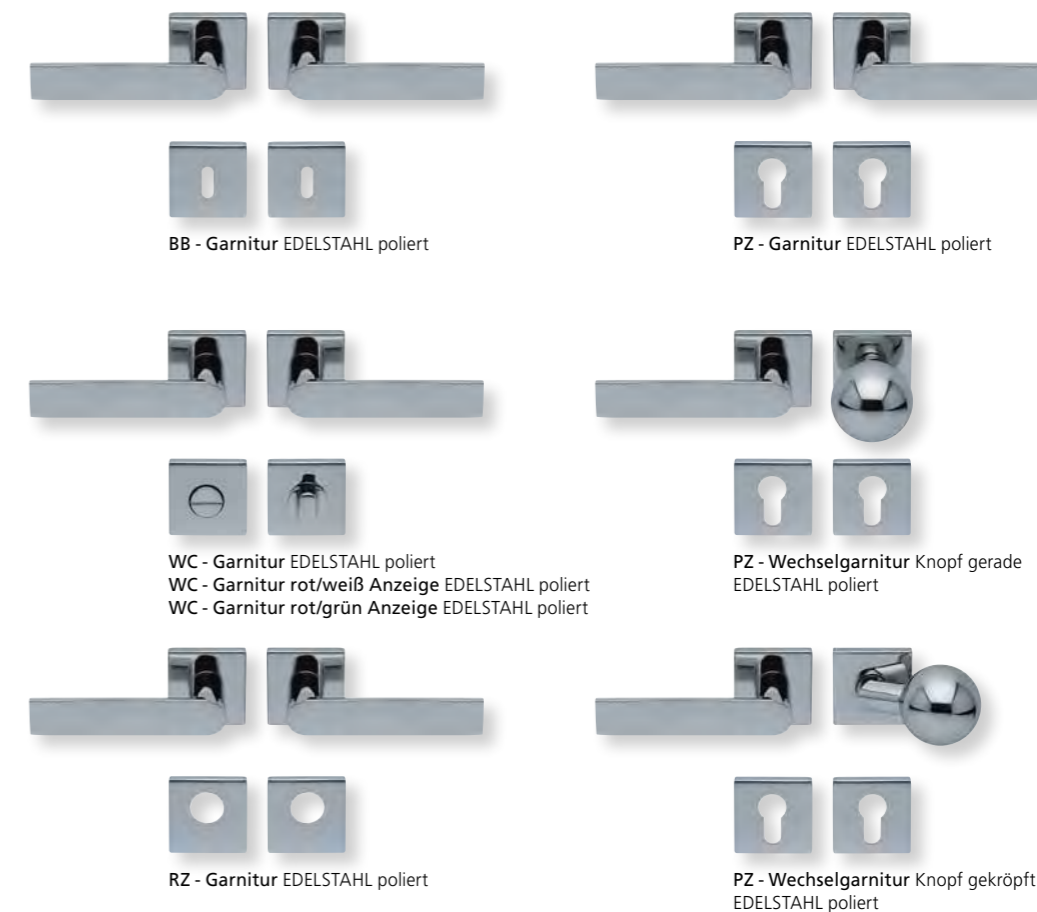 BB - Garnitur EDELSTAHL poliert
PZ - Garnitur EDELSTAHL poliert
WC - Garnitur EDELSTAHL poliert
WC - Garnitur rot/weiß Anzeige EDELSTAHL poliert
WC - Garnitur rot/grün Anzeige EDELSTAHL poliert
PZ - Wechselgarnitur Knopf gerade
EDELSTAHL poliert
RZ - Garnitur EDELSTAHL poliert
PZ - Wechselgarnitur Knopf gekröpft
EDELSTAHL poliert